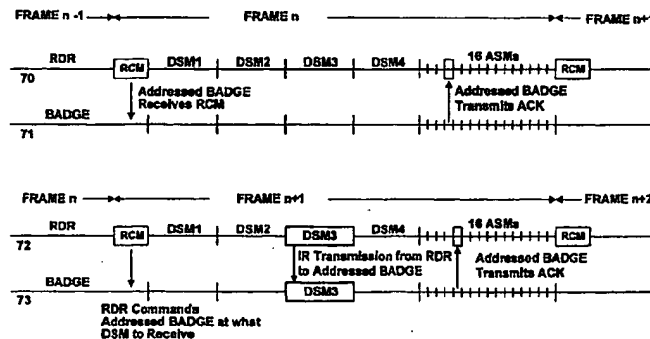 FRAME n -1 FRAME n FRAME n+1
RDR RCM DSM1 DSM2 DSM3 DSM4 16 ASMs RCM
70 Addressed BADGE Receives RCM
Addressed BADGE Transmits ACK
BADGE
71
FRAME n FRAME n+1 FRAME n+2
RDR RCM DSM1 DSM2 DSM3 DSM4 16 ASMs RCM
72 IR Transmission from RDR to Addressed BADGE
Addressed BADGE Transmits ACK
BADGE DSM3
73
RDR Commands
Addressed BADGE at what
DSM to Receive